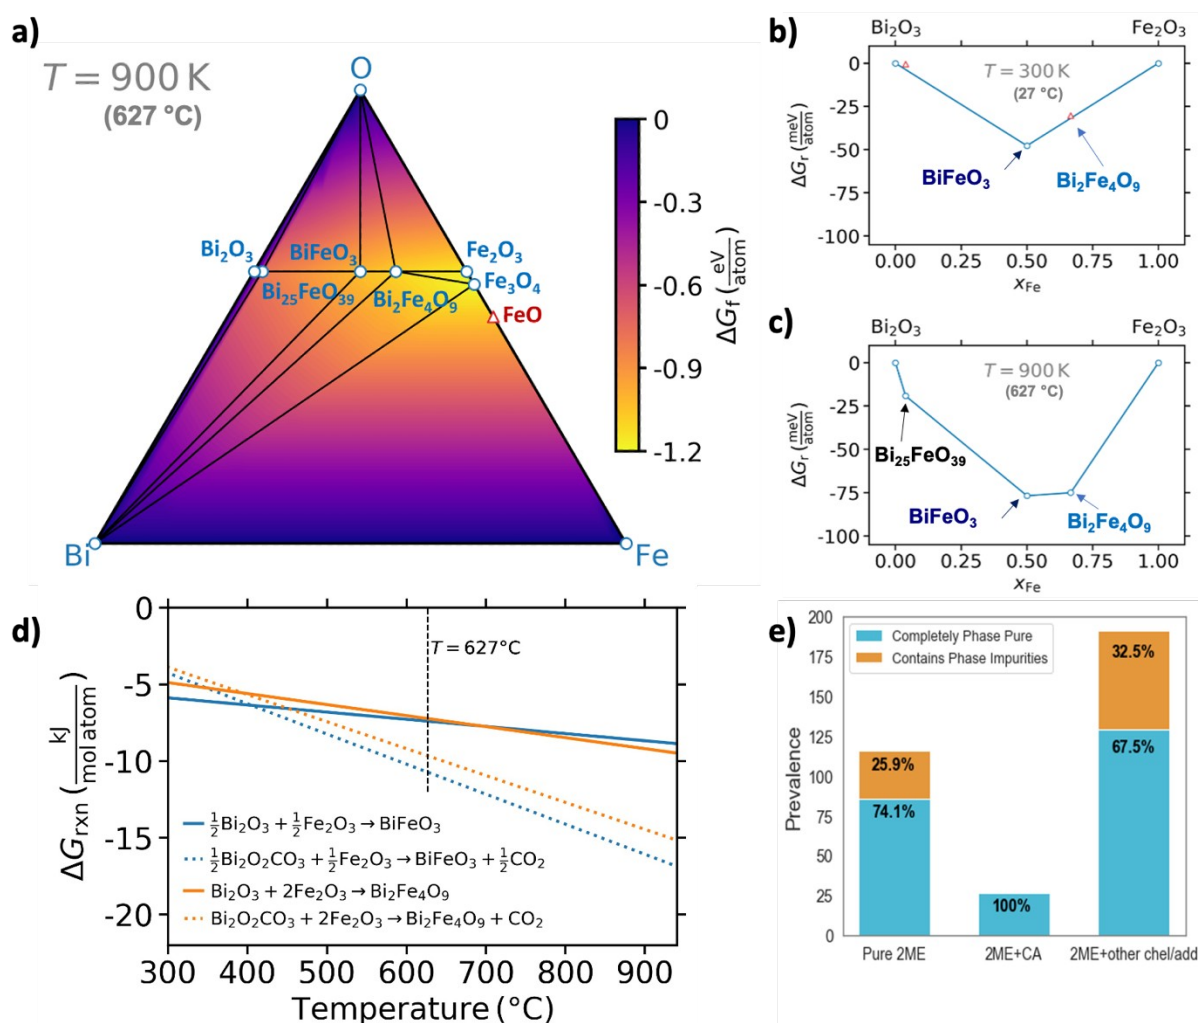 a)
T = 900 K
(627 °C)
O
Bi₂O₃
BiFeO₃
Fe₂O₃
Fe₃O₄
Bi₂₅FeO₃₉
Bi₂Fe₄O₉
FeO
Bi
Fe
0
-0.3
-0.6
-0.9
-1.2
ΔG_f (eV/atom)
b)
Bi₂O₃
Fe₂O₃
T = 300 K
(27 °C)
0
-25
-50
-75
-100
ΔG_r (meV/atom)
BiFeO₃
Bi₂Fe₄O₉
0.00 0.25 0.50 0.75 1.00
x_Fe
c)
Bi₂O₃
Fe₂O₃
T = 900 K
(627 °C)
0
-25
-50
-75
-100
ΔG_r (meV/atom)
Bi₂₅FeO₃₉
BiFeO₃
Bi₂Fe₄O₉
0.00 0.25 0.50 0.75 1.00
x_Fe
d)
0
-5
-10
-15
-20
ΔG_rxn (kJ/mol atom)
T = 627°C
½Bi₂O₃ + ½Fe₂O₃ → BiFeO₃
½Bi₂O₂CO₃ + ½Fe₂O₃ → BiFeO₃ + ½CO₂
Bi₂O₃ + 2Fe₂O₃ → Bi₂Fe₄O₉
Bi₂O₂CO₃ + 2Fe₂O₃ → Bi₂Fe₄O₉ + CO₂
300 400 500 600 700 800 900
Temperature (°C)
e)
200
175
150
125
100
75
50
25
0
Prevalence
Completely Phase Pure
Contains Phase Impurities
25.9%
74.1%
100%
32.5%
67.5%
Pure 2ME
2ME+CA
2ME+other chel/add